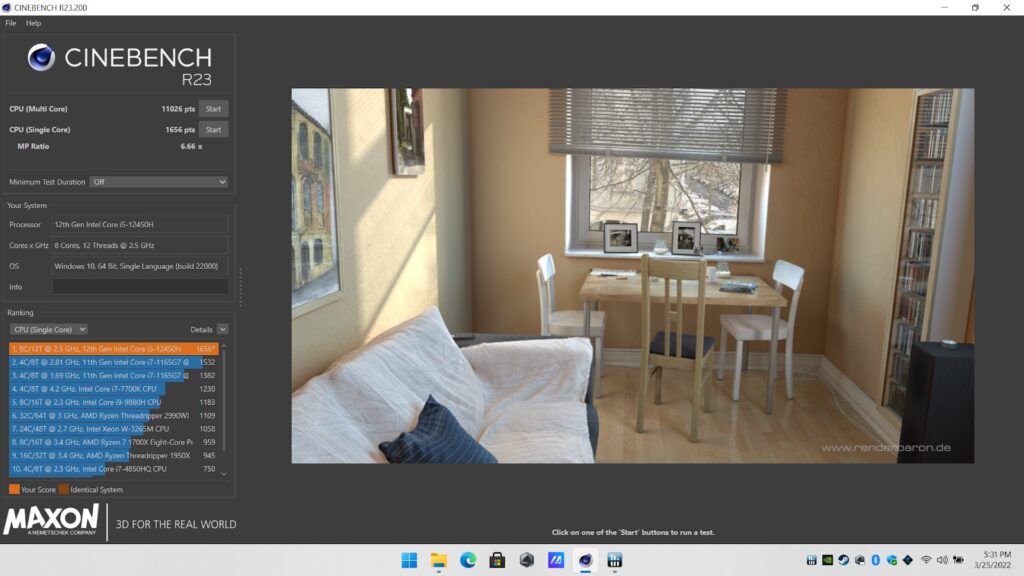 CINEBENCH R23.200
File Help
CINEBENCH
R23
CPU (Multi Core) 11026 pts Start
CPU (Single Core) 1656 pts Start
MP Ratio 6.66 x
Minimum Test Duration Off
Your System
Processor 12th Gen Intel Core i5-12450H
Cores x GHz 8 Cores, 12 Threads @ 2.5 GHz
OS Windows 10, 64 Bit, Single Language (build 22000)
Info
Ranking
CPU (Single Core) Details
1. 8C/12T @ 2.5 GHz, 12th Gen Intel Core i5-12450H 1656*
2. 4C/8T @ 2.81 GHz, 11th Gen Intel Core i7-1165G7 @ 1532
3. 4C/8T @ 1.69 GHz, 11th Gen Intel Core i7-1165G7 @ 1382
4. 4C/8T @ 4.2 GHz, Intel Core i7-7700K CPU 1230
5. 8C/16T @ 2.3 GHz, Intel Core i9-9880H CPU 1183
6. 32C/64T @ 3 GHz, AMD Ryzen Threadripper 2990WX 1109
7. 24C/48T @ 2.7 GHz, Intel Xeon W-3265M CPU 1058
8. 8C/16T @ 3.4 GHz, AMD Ryzen 7 1700X Eight-Core Pr 959
9. 16C/32T @ 3.4 GHz, AMD Ryzen Threadripper 1950X 945
10. 4C/8T @ 2.3 GHz, Intel Core i7-4850HQ CPU 750
Your Score Identical System
MAXON
A NEMETSCHEK COMPANY
3D FOR THE REAL WORLD
www.renderbaron.de
Click on one of the 'Start' buttons to run a test.
5:31 PM
3/25/2022